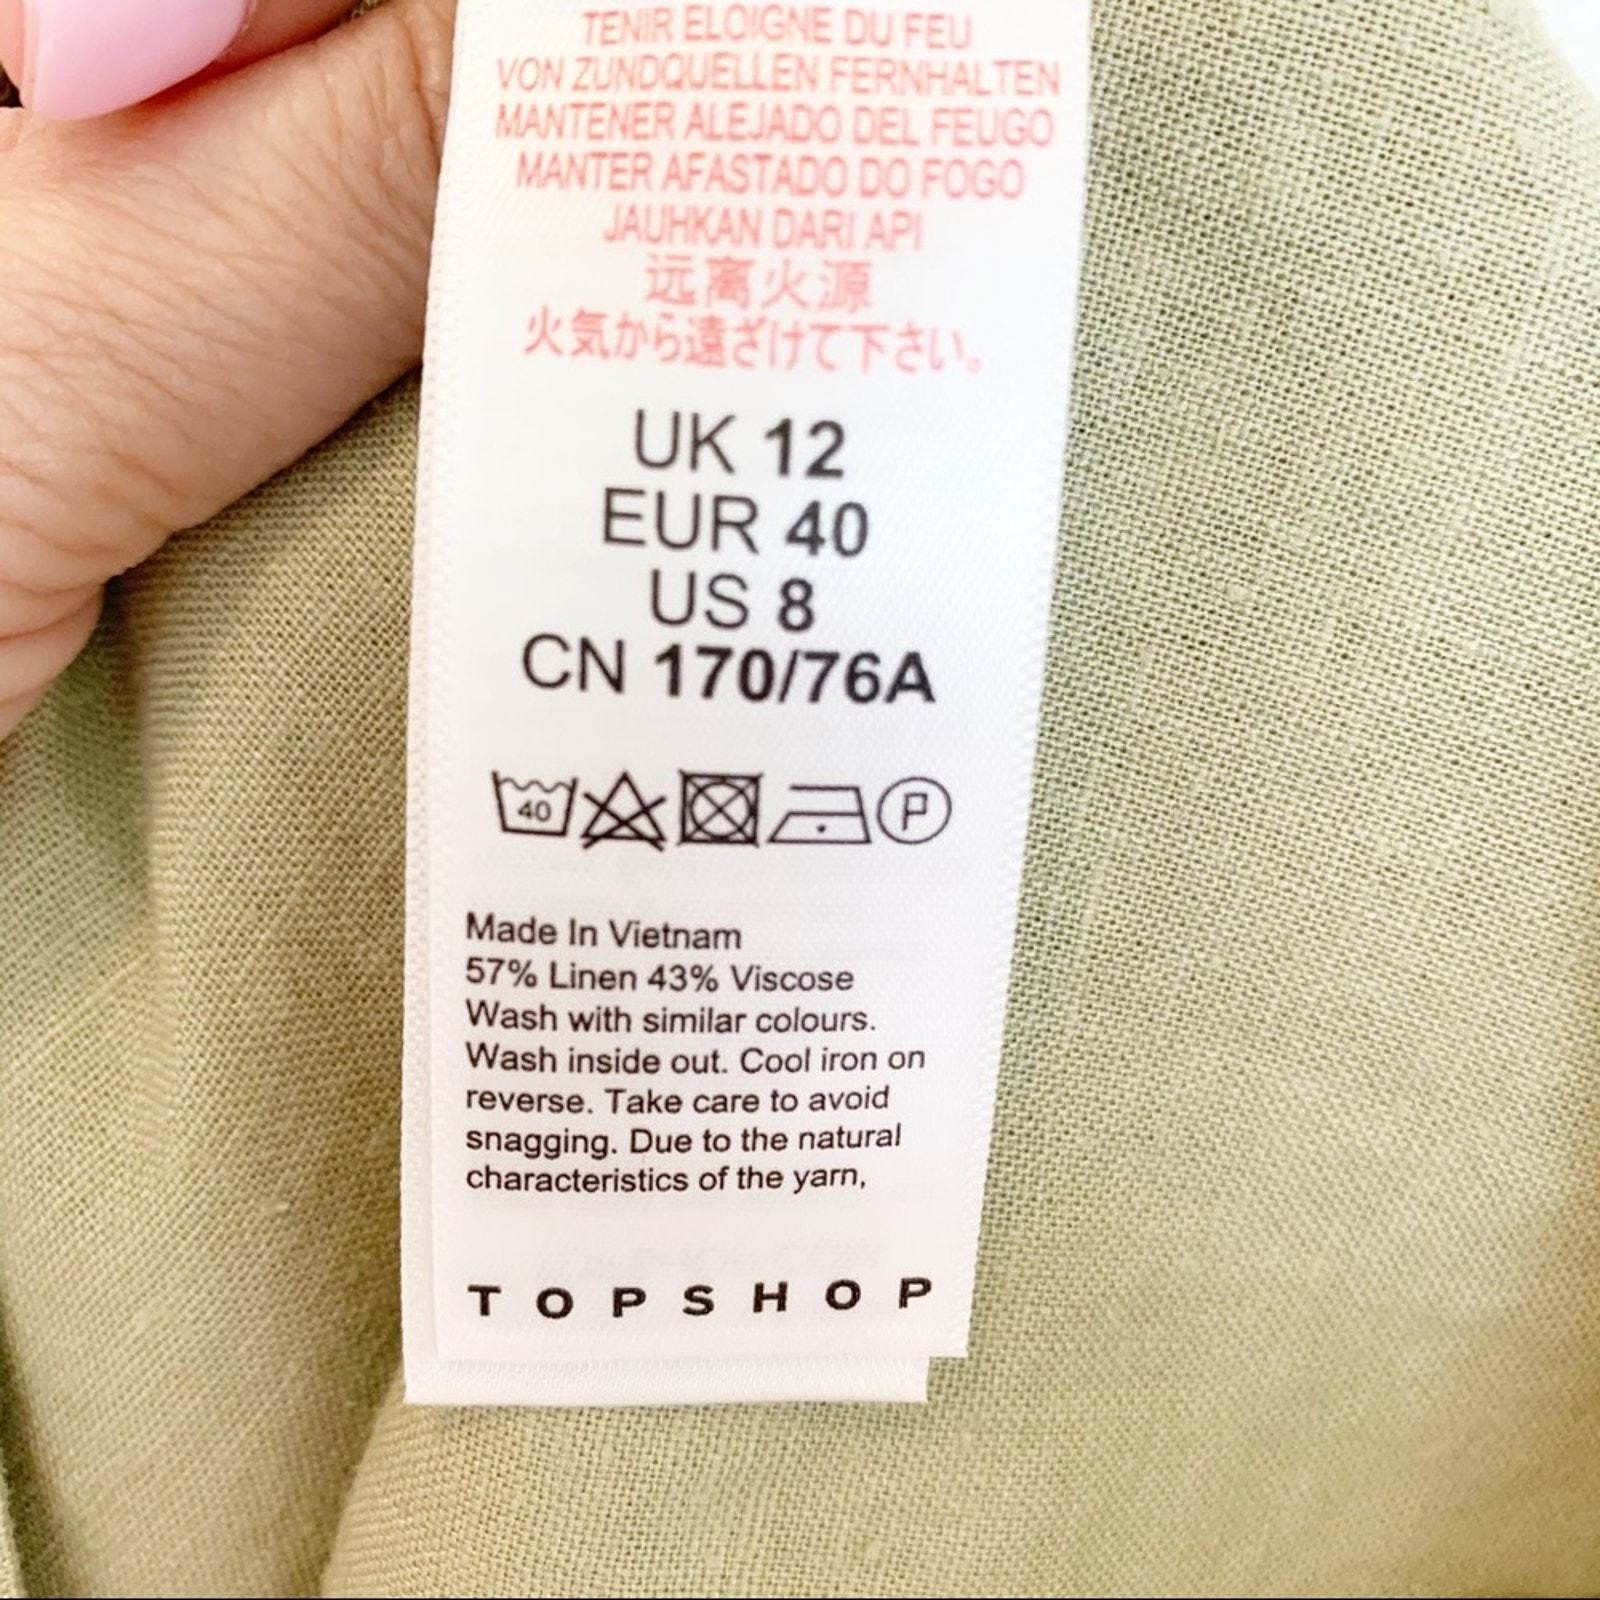 TENIR ELOIGNE DU FEU
VON ZUNDQUELLEN FERNHALTEN
MANTENER ALEJADO DEL FEUGO
MANTER AFASTADO DO FOGO
JAUHKAN DARI API
远离火源
火気から遠ざけて下さい。
UK 12
EUR 40
US 8
CN 170/76A
40 P
Made In Vietnam
57% Linen 43% Viscose
Wash with similar colours.
Wash inside out. Cool iron on
reverse. Take care to avoid
snagging. Due to the natural
characteristics of the yarn,
TOPSHOP